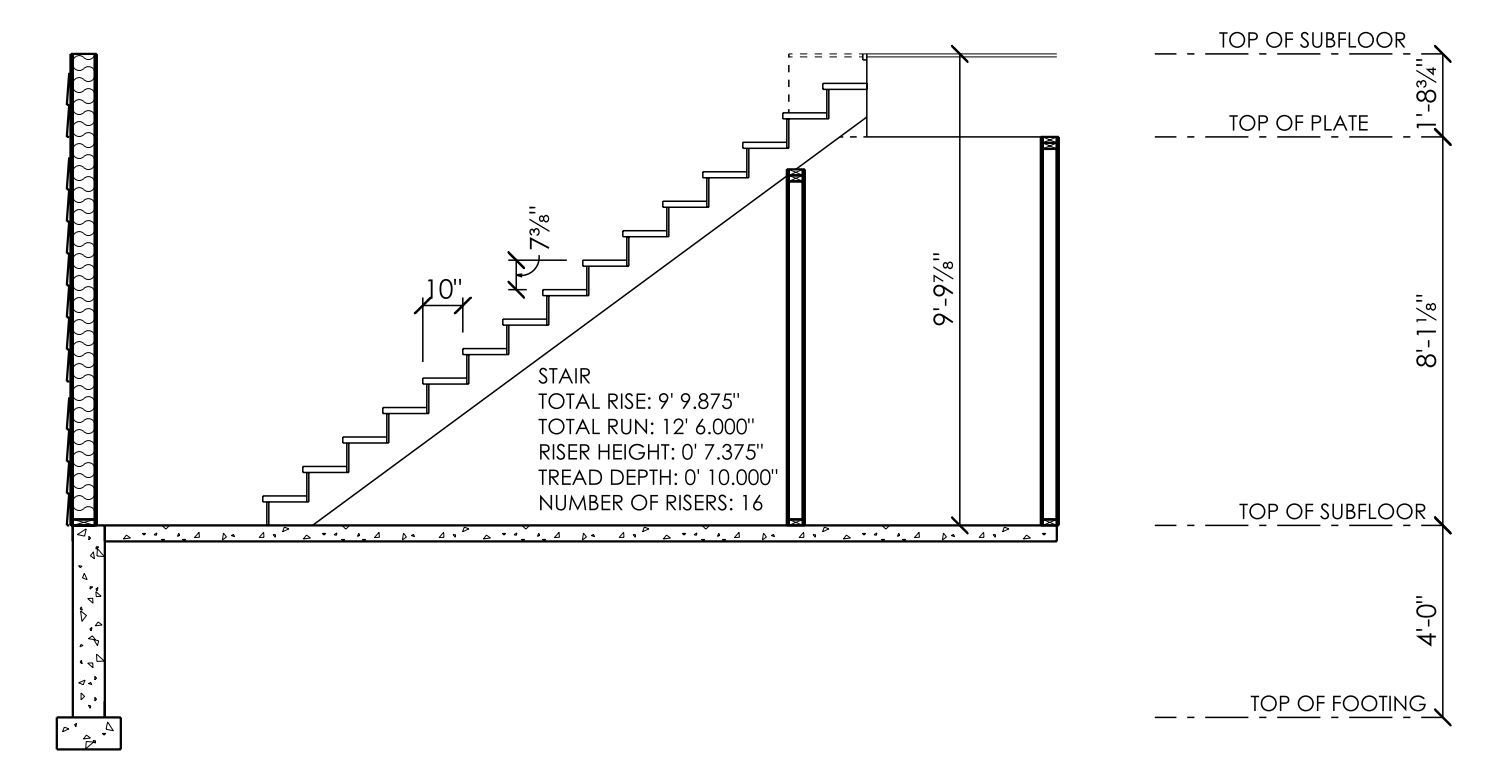 TOP OF SUBFLOOR
1'-8¾"
TOP OF PLATE
7⅜"
10"
9'-9⅞"
8'-1⅛"
STAIR
TOTAL RISE: 9' 9.875"
TOTAL RUN: 12' 6.000"
RISER HEIGHT: 0' 7.375"
TREAD DEPTH: 0' 10.000"
NUMBER OF RISERS: 16
TOP OF SUBFLOOR
4'-0"
TOP OF FOOTING